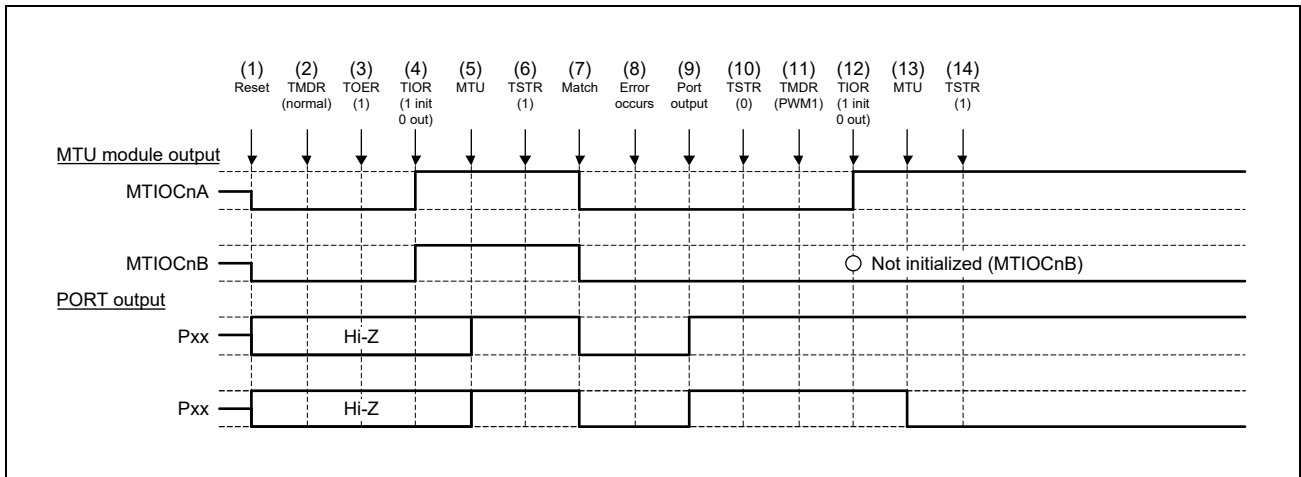 (1) (2) (3) (4) (5) (6) (7) (8) (9) (10) (11) (12) (13) (14)
Reset TMDR TOER TIOR MTU TSTR Match Error Port TSTR TMDR TIOR MTU TSTR
(normal) (1) (1 init (1) occurs output (0) (PWM1) (1 init (1)
0 out) 0 out)
MTU module output
MTIOCnA
MTIOCnB Not initialized (MTIOCnB)
PORT output
Pxx Hi-Z
Pxx Hi-Z